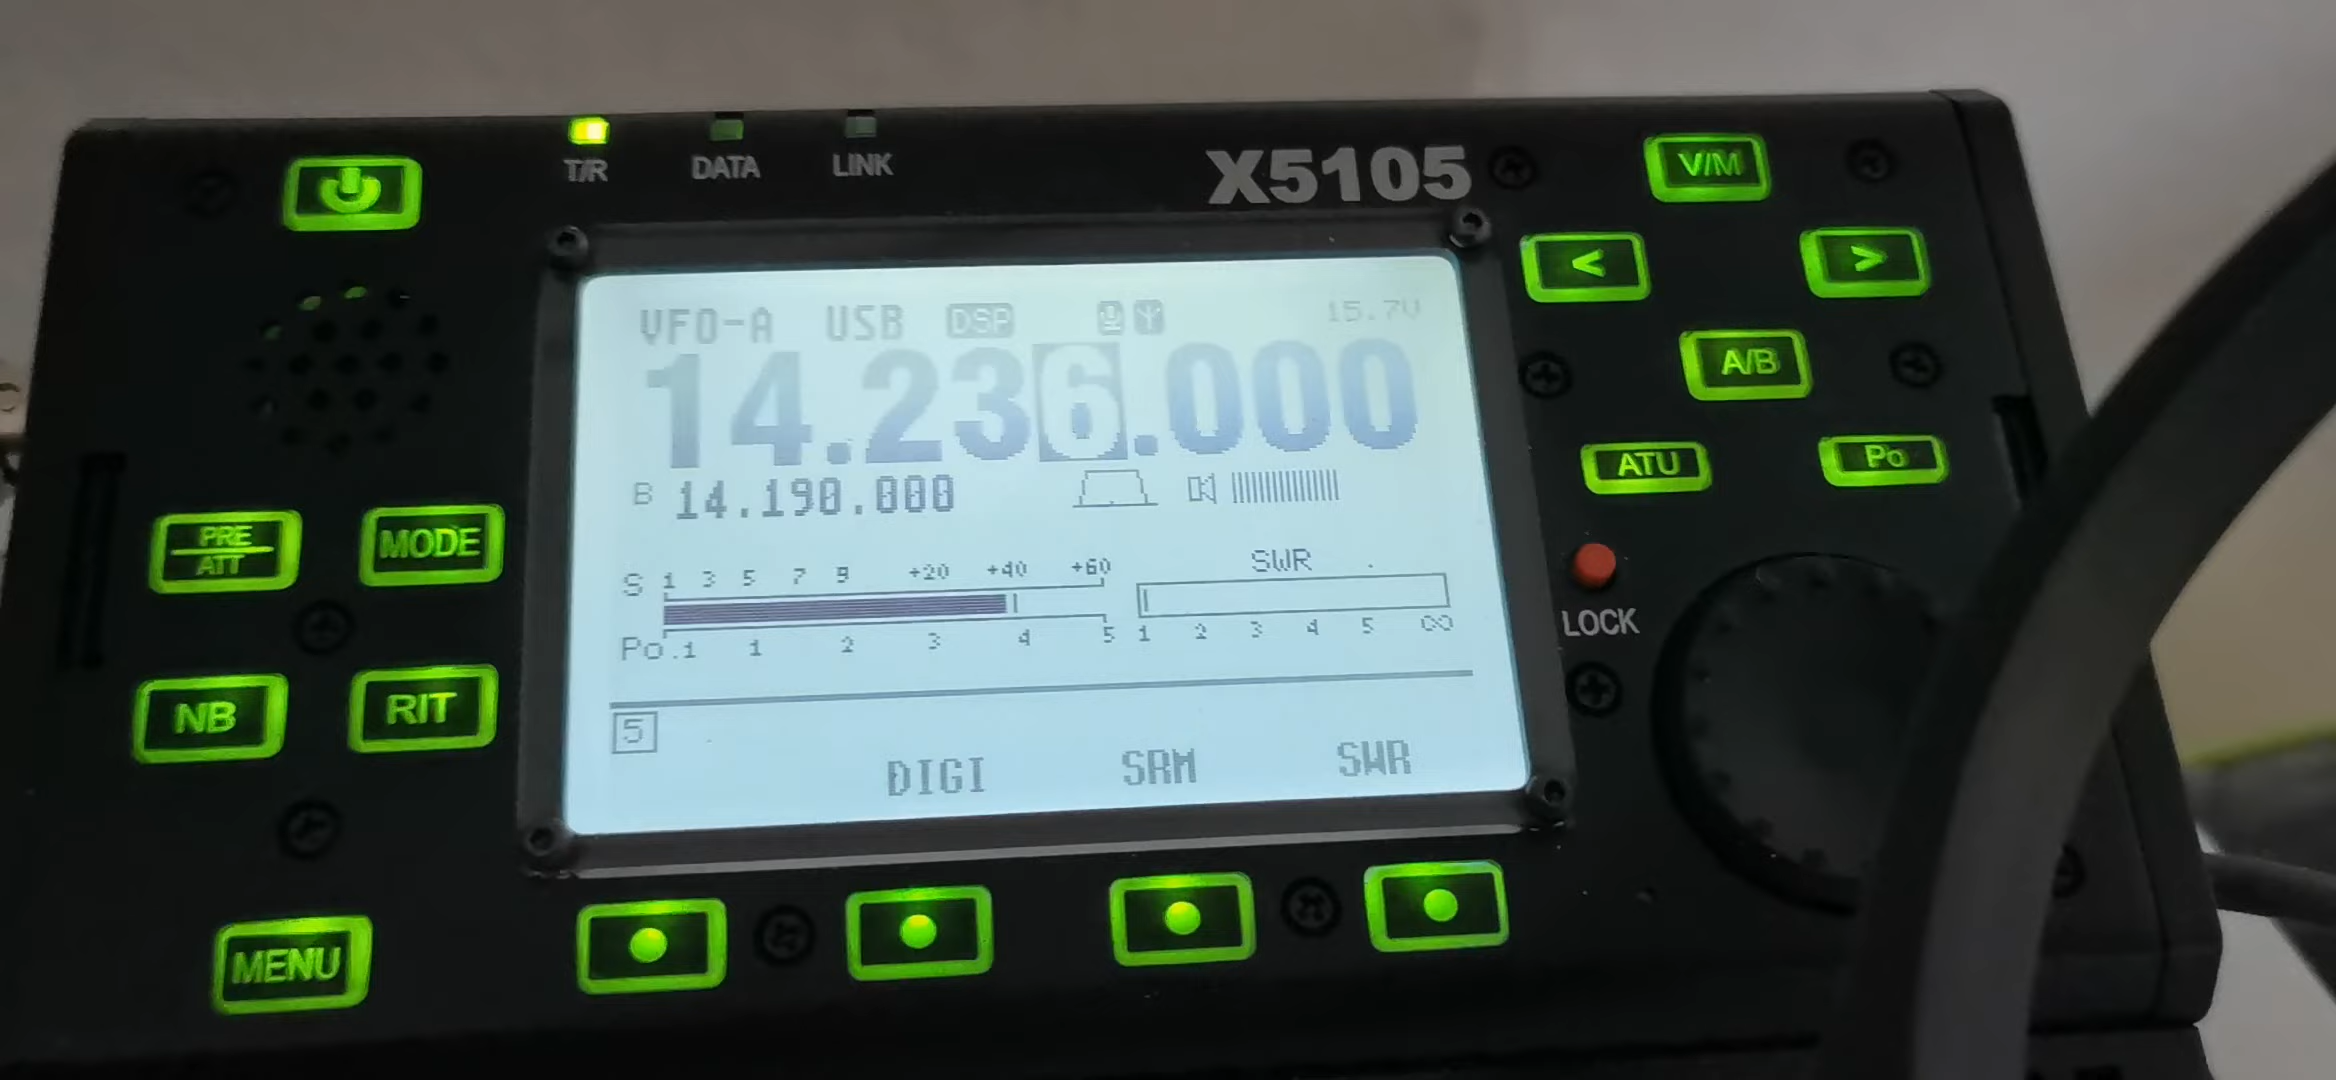 T/R DATA LINK
X5105
V/M
< >
A/B
ATU Po
LOCK
VFO-A USB DSP 15.7V
14.236.000
B 14.190.000
S 1 3 5 7 9 +20 +40 +60
SWR
Po .1 1 2 3 4 5
1 2 3 4 5 ∞
5
DIGI SRM SWR
PRE
ATT
MODE
NB RIT
MENU